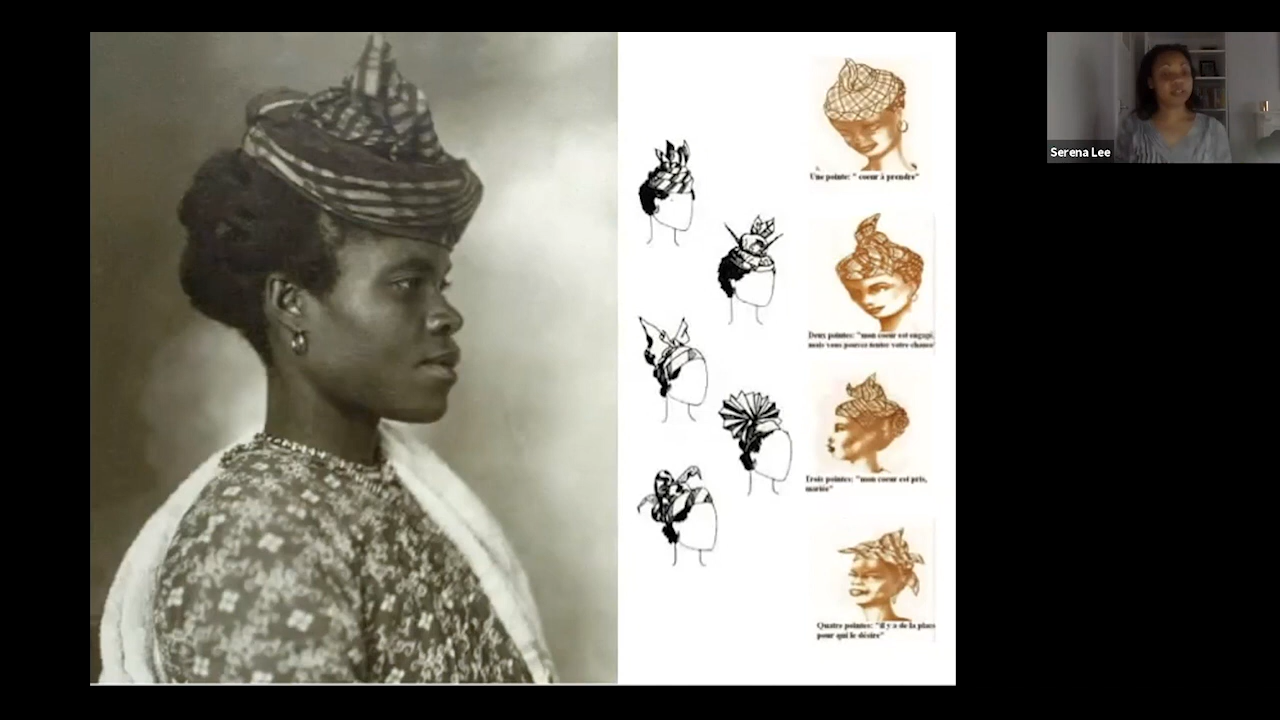 Une pointe: " coeur à prendre"
Deux pointes: "mon coeur est engagé,
mais vous pouvez tenter votre chance
Trois pointes: "mon coeur est pris,
mariée"
Quatre pointes: "il y a de la place
pour qui le désire"
Serena Lee